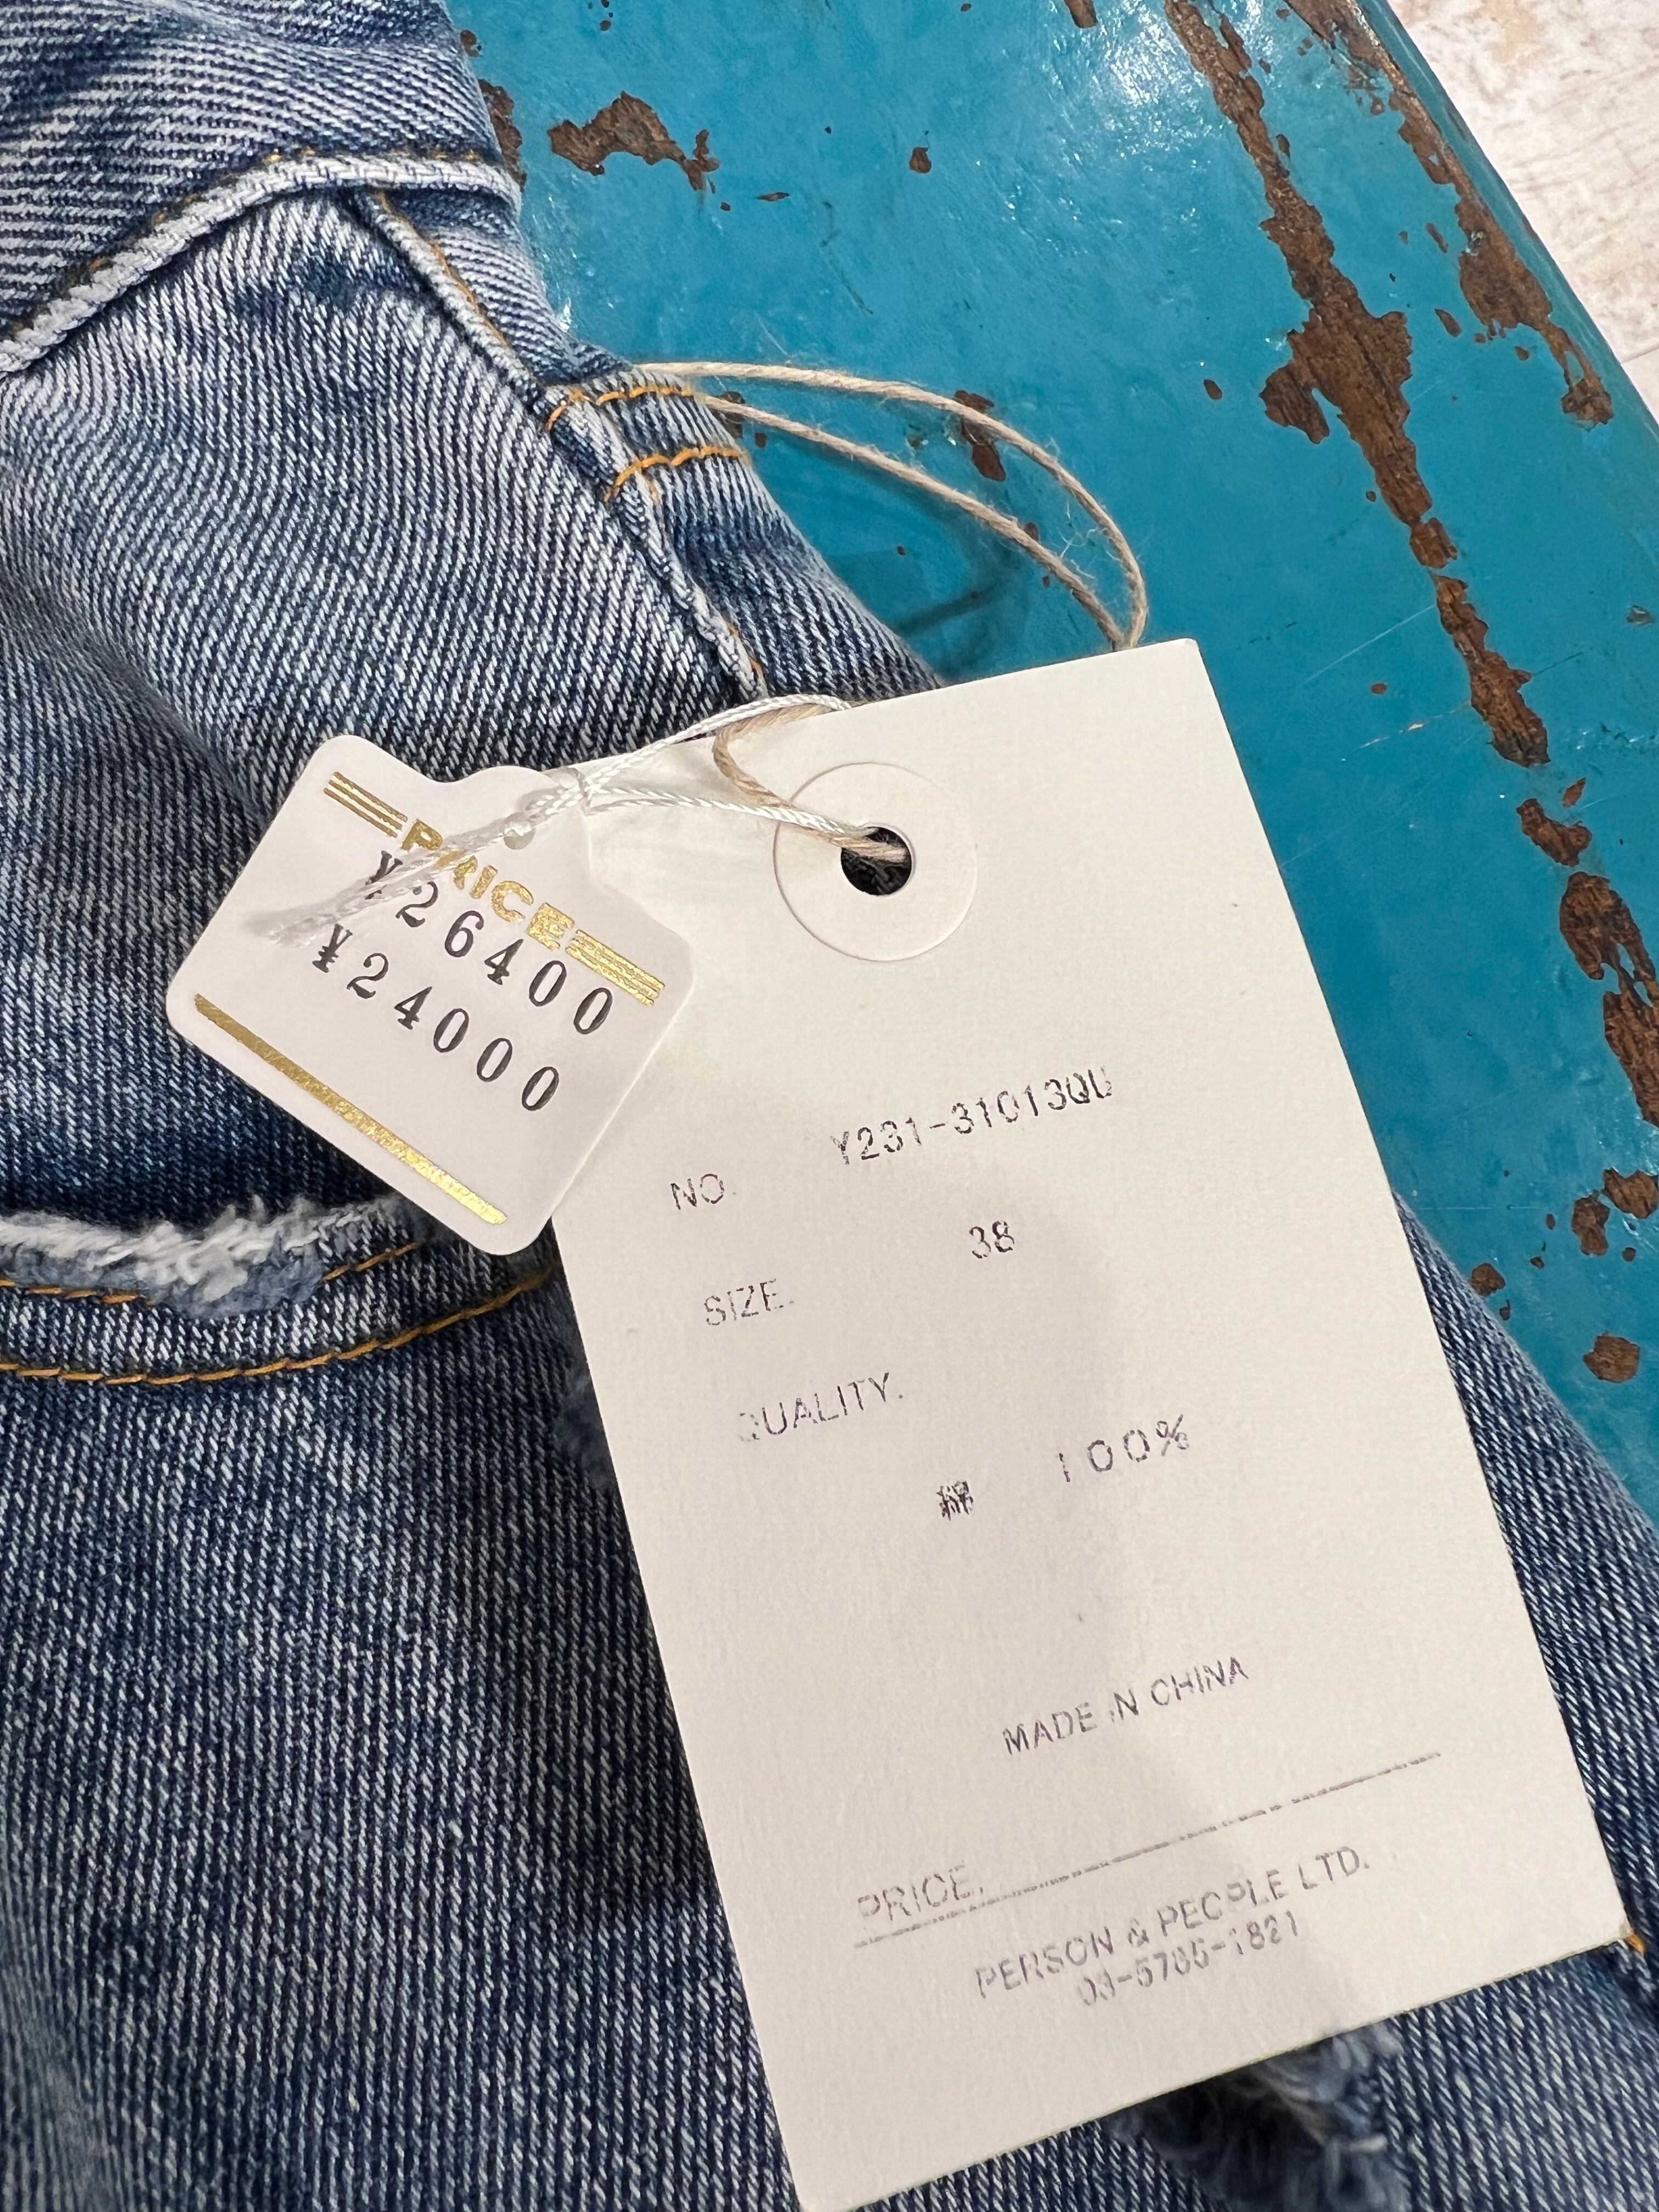 PRICE
¥26400
¥24000
NO. Y231-31013QU
SIZE. 38
QUALITY.
綿 100%
MADE IN CHINA
PRICE.
PERSON & PEOPLE LTD.
03-5785-1821